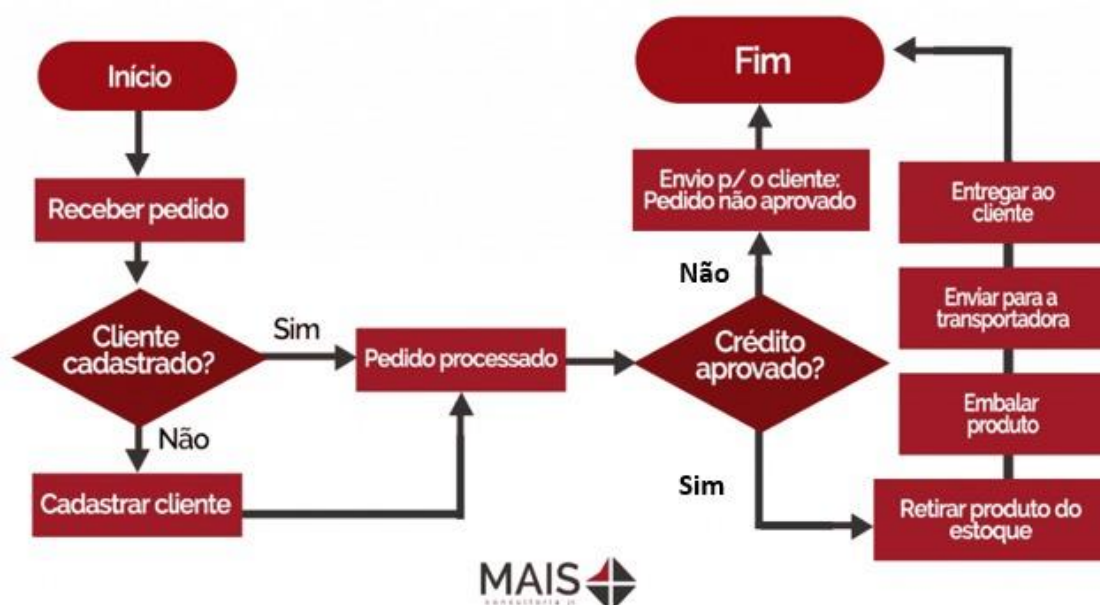 Início
Receber pedido
Cliente
cadastrado?
Sim
Não
Cadastrar cliente
Pedido processado
Crédito
aprovado?
Não
Envio p/ o cliente:
Pedido não aprovado
Fim
Sim
Retirar produto do
estoque
Embalar
produto
Enviar para a
transportadora
Entregar ao
cliente
MAIS